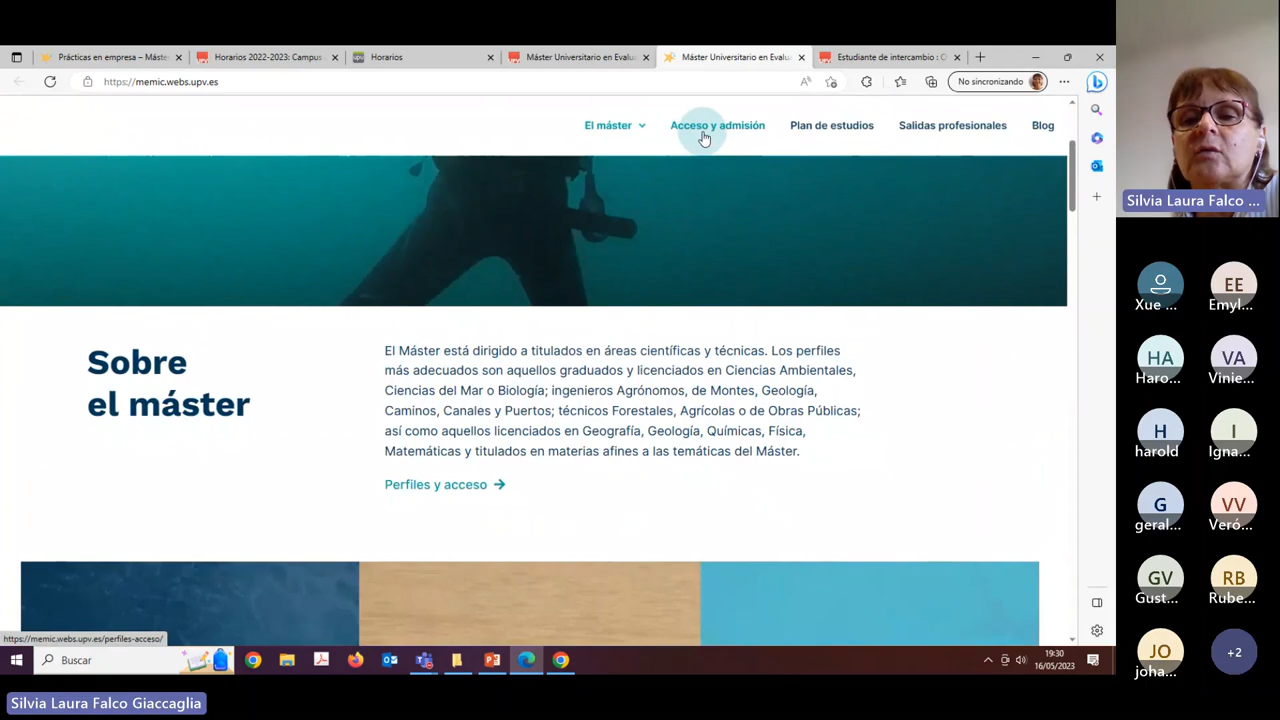 Prácticas en empresa – Máste
Horarios 2022-2023: Campus
Horarios
Máster Universitario en Evalu
Máster Universitario en Evalu
Estudiante de intercambio : C
https://memic.webs.upv.es
No sincronizando
El máster
Acceso y admisión
Plan de estudios
Salidas profesionales
Blog
Sobre
el máster
El Máster está dirigido a titulados en áreas científicas y técnicas. Los perfiles
más adecuados son aquellos graduados y licenciados en Ciencias Ambientales,
Ciencias del Mar o Biología; ingenieros Agrónomos, de Montes, Geología,
Caminos, Canales y Puertos; técnicos Forestales, Agrícolas o de Obras Públicas;
así como aquellos licenciados en Geografía, Geología, Químicas, Física,
Matemáticas y titulados en materias afines a las temáticas del Máster.
Perfiles y acceso →
https://memic.webs.upv.es/perfiles-acceso/
Buscar
19:30
16/05/2023
Silvia Laura Falco Giaccaglia
Silvia Laura Falco ...
Xue ...
EE
Emyl...
HA
Haro...
VA
Vinie...
H
harold
I
Igna...
G
geral...
VV
Veró...
GV
Gust...
RB
Rube...
JO
joha...
+2